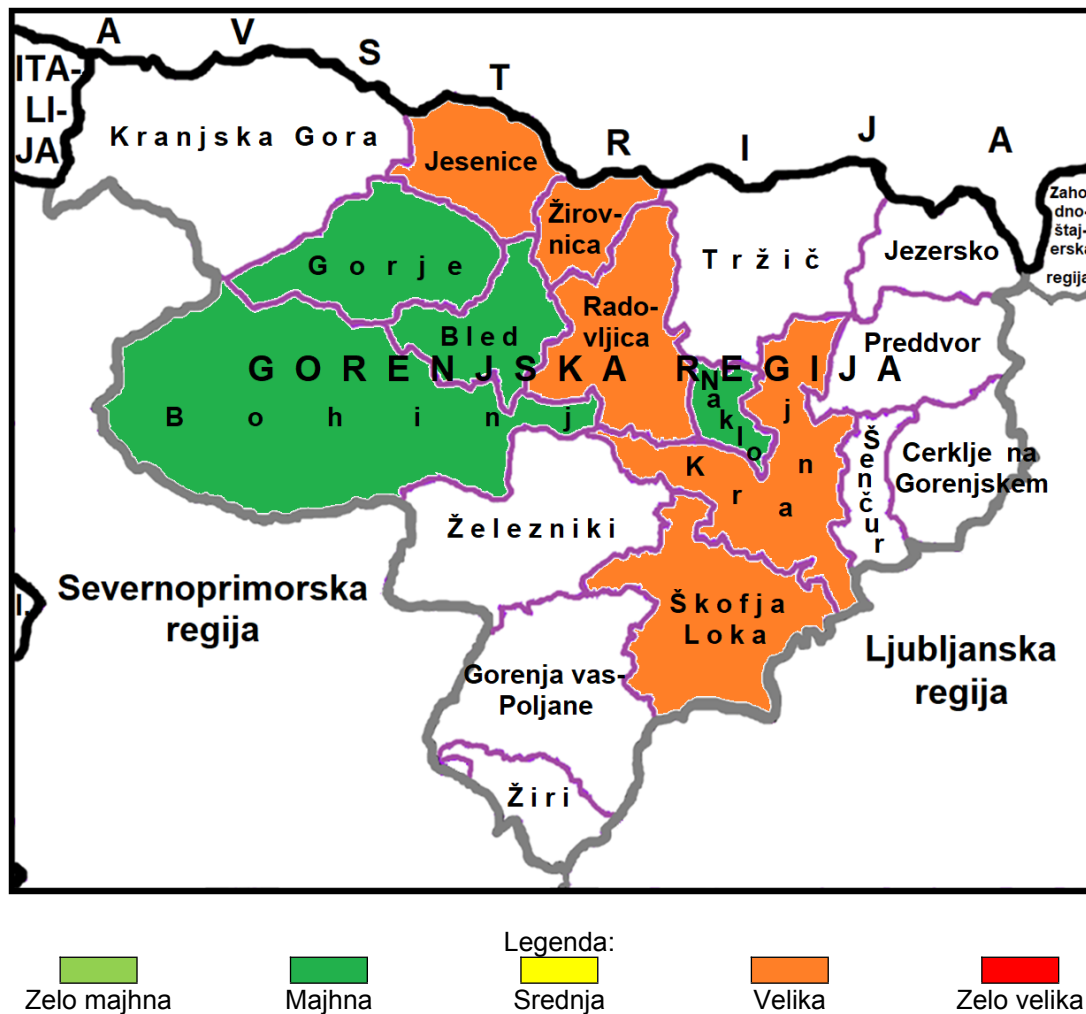 A V S T R I J A
ITA-
LI-
JA
Kranjska Gora
Jesenice
Žirov-
nica
Gorje
Tržič
Jezersko
Zaho-
dno-
štaj-
erska
regija
Bled
Rado-
vljica
Preddvor
GORENJSKA REGIJA
Bohinj
Naklo
Kranj
Šenčur
Cerklje na
Gorenjskem
Železniki
Severnoprimorska
regija
I.
Škofja
Loka
Ljubljanska
regija
Gorenja vas-
Poljane
Žiri
Legenda:
Zelo majhna
Majhna
Srednja
Velika
Zelo velika